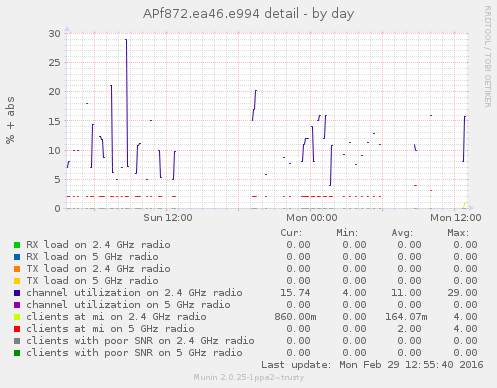 APf872.ea46.e994 detail - by day
RRDTOOL / TOBI OETIKER
% + abs
30
25
20
15
10
5
0
Sun 12:00 Mon 00:00 Mon 12:00
Cur: Min: Avg: Max:
RX load on 2.4 GHz radio 0.00 0.00 0.00 0.00
RX load on 5 GHz radio 0.00 0.00 0.00 0.00
TX load on 2.4 GHz radio 0.00 0.00 0.00 0.00
TX load on 5 GHz radio 0.00 0.00 0.00 0.00
channel utilization on 2.4 GHz radio 15.74 4.00 11.00 29.00
channel utilization on 5 GHz radio 0.00 0.00 0.00 0.00
clients at mi on 2.4 GHz radio 860.00m 0.00 164.07m 4.00
clients at mi on 5 GHz radio 0.00 0.00 2.00 4.00
clients with poor SNR on 2.4 GHz radio 0.00 0.00 0.00 0.00
clients with poor SNR on 5 GHz radio 0.00 0.00 0.00 0.00
Last update: Mon Feb 29 12:55:40 2016
Munin 2.0.25-1ppa2~trusty